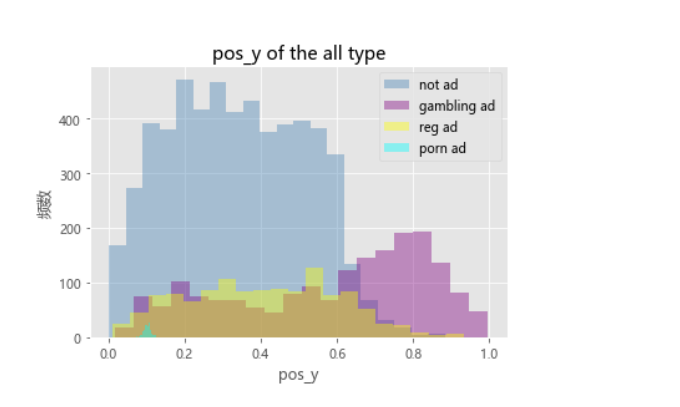 pos_y of the all type
not ad
gambling ad
reg ad
porn ad
频数
400
300
200
100
0
0.0 0.2 0.4 0.6 0.8 1.0
pos_y